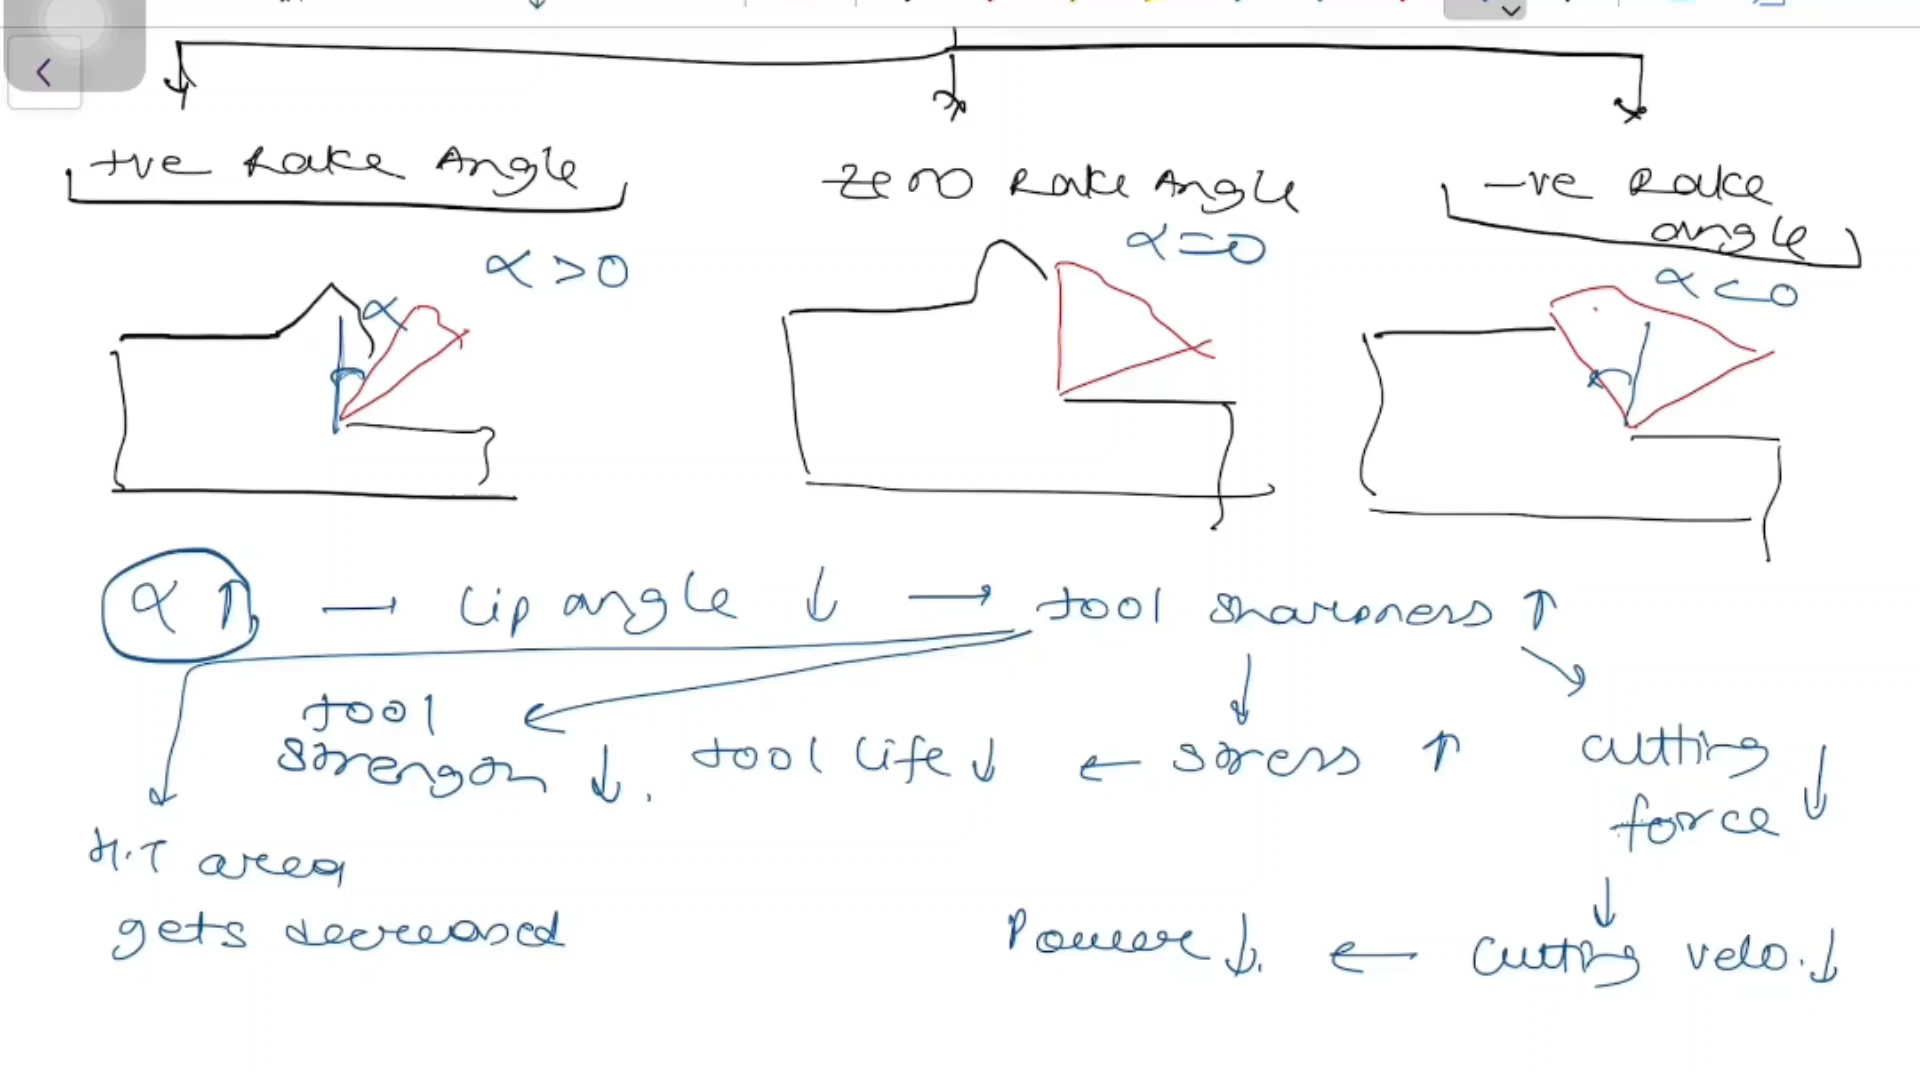 +ve Rake Angle
Zero Rake Angle
-ve Rake
angle
α > 0
α = 0
α < 0
α
α ↑ → Lip angle ↓ → tool sharpness ↑
tool
strength ↓.
tool life ↓ ← stress ↑
cutting
force ↓
H.T area
gets decreased
Power ↓. ← Cutting velo. ↓